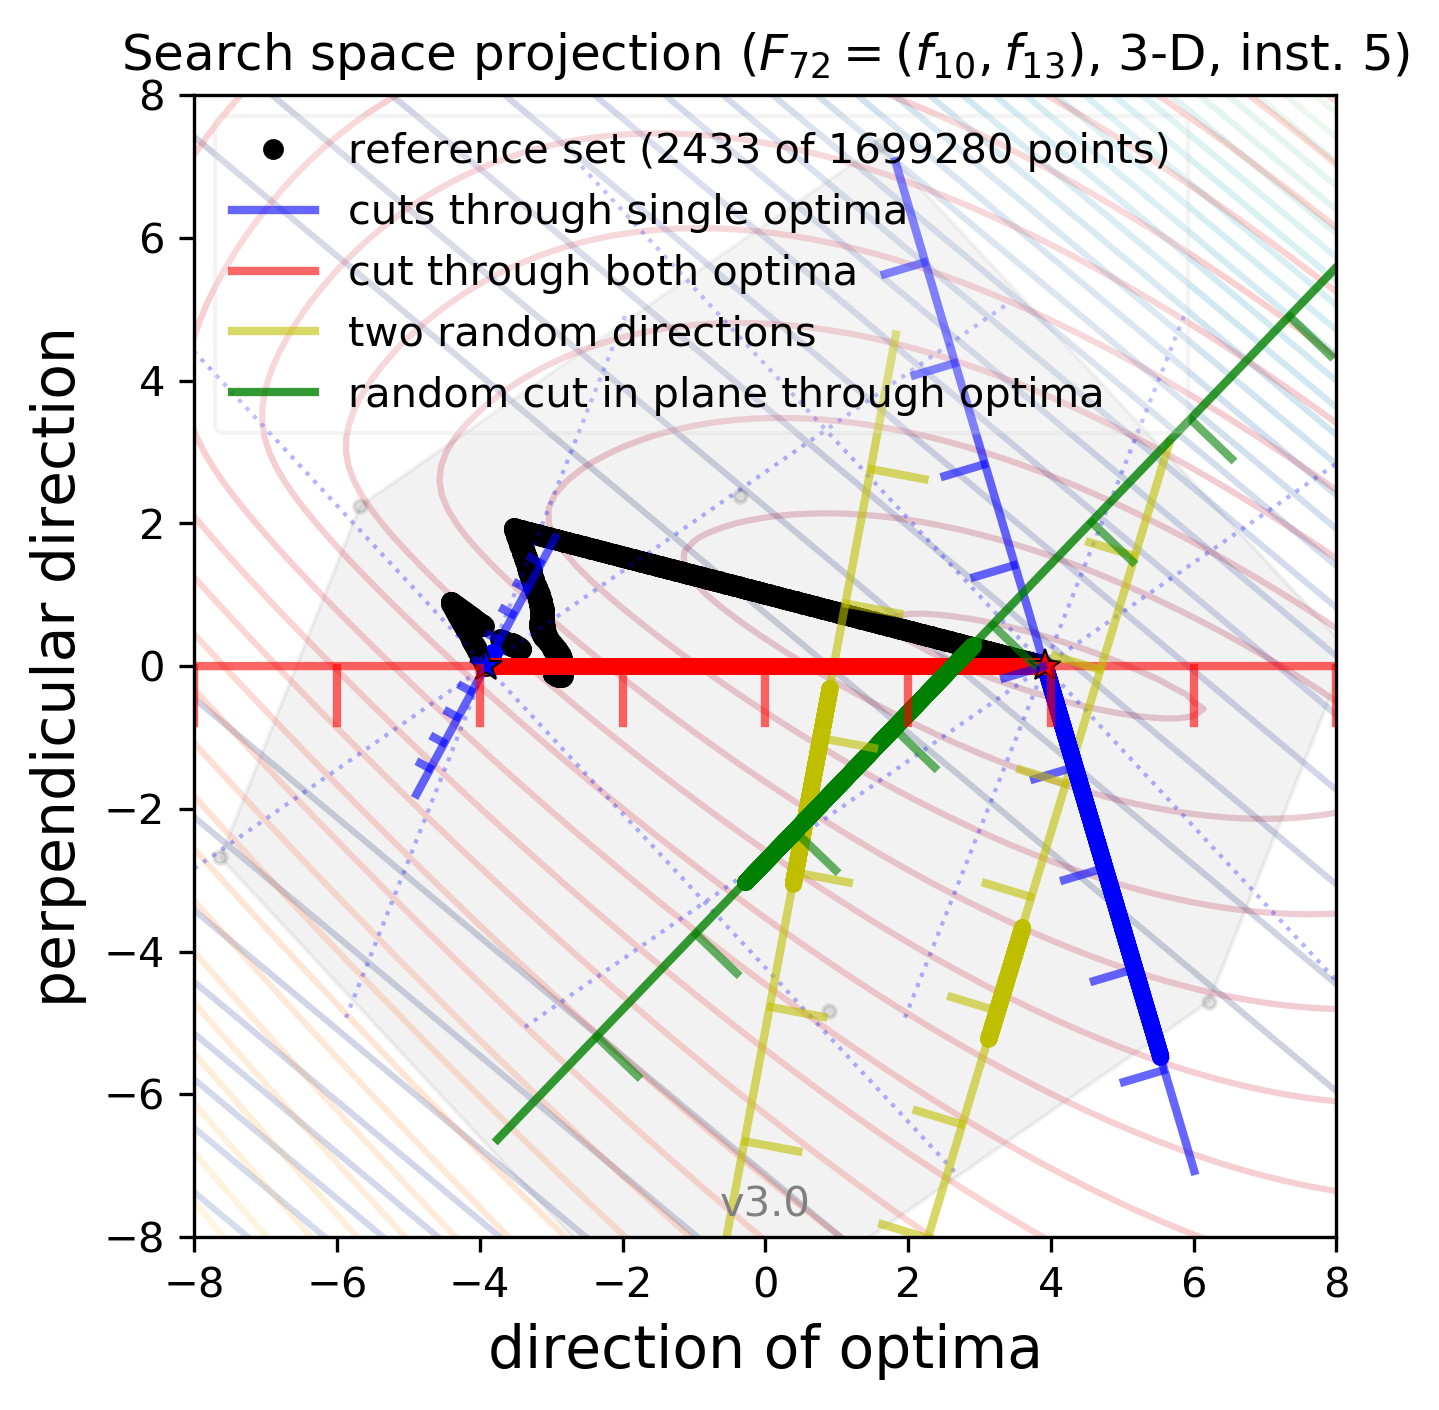 Search space projection (F72 = (f10, f13), 3-D, inst. 5)
reference set (2433 of 1699280 points)
cuts through single optima
cut through both optima
two random directions
random cut in plane through optima
perpendicular direction
8
6
4
2
0
−2
−4
−6
−8
v3.0
−8 −6 −4 −2 0 2 4 6 8
direction of optima